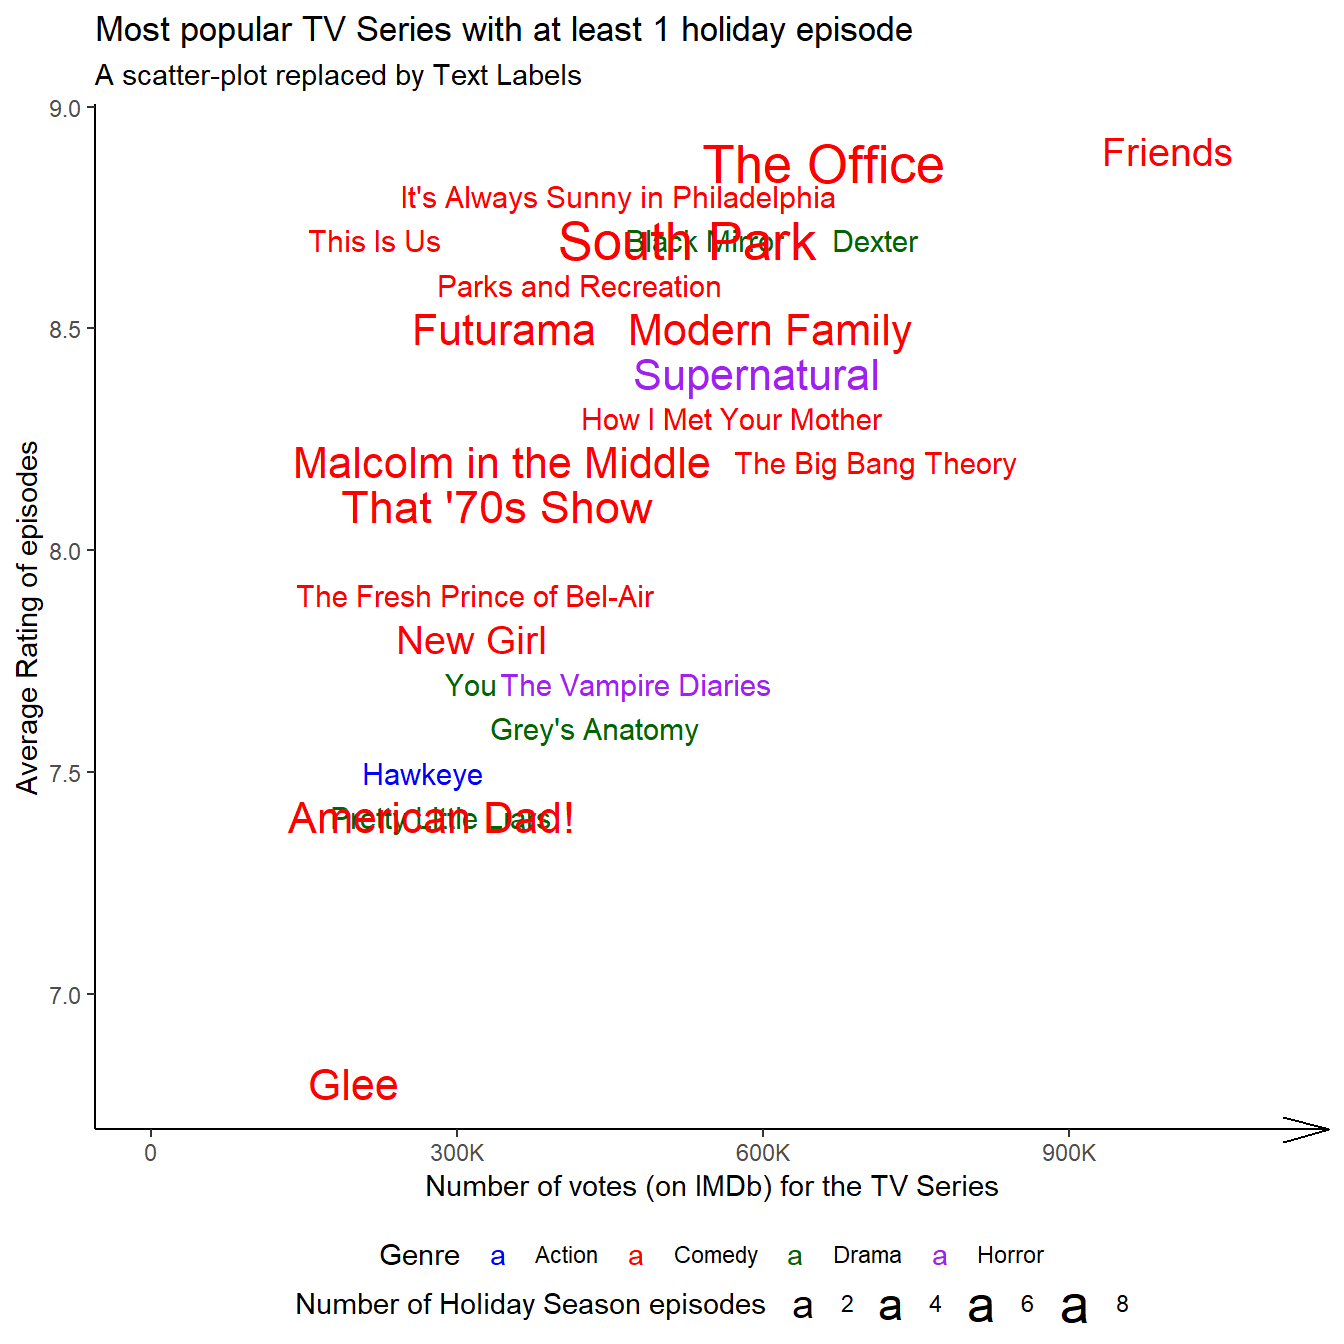 Most popular TV Series with at least 1 holiday episode
A scatter-plot replaced by Text Labels
9.0
The Office
Friends
It's Always Sunny in Philadelphia
This Is Us
South Park
Black Mirror
Dexter
Parks and Recreation
8.5
Futurama
Modern Family
Supernatural
How I Met Your Mother
Malcolm in the Middle
The Big Bang Theory
That '70s Show
8.0
The Fresh Prince of Bel-Air
New Girl
You
The Vampire Diaries
Grey's Anatomy
7.5
Hawkeye
American Dad!
Pretty Little Liars
7.0
Glee
Average Rating of episodes
0 300K 600K 900K
Number of votes (on IMDb) for the TV Series
Genre a Action a Comedy a Drama a Horror
Number of Holiday Season episodes a 2 a 4 a 6 a 8